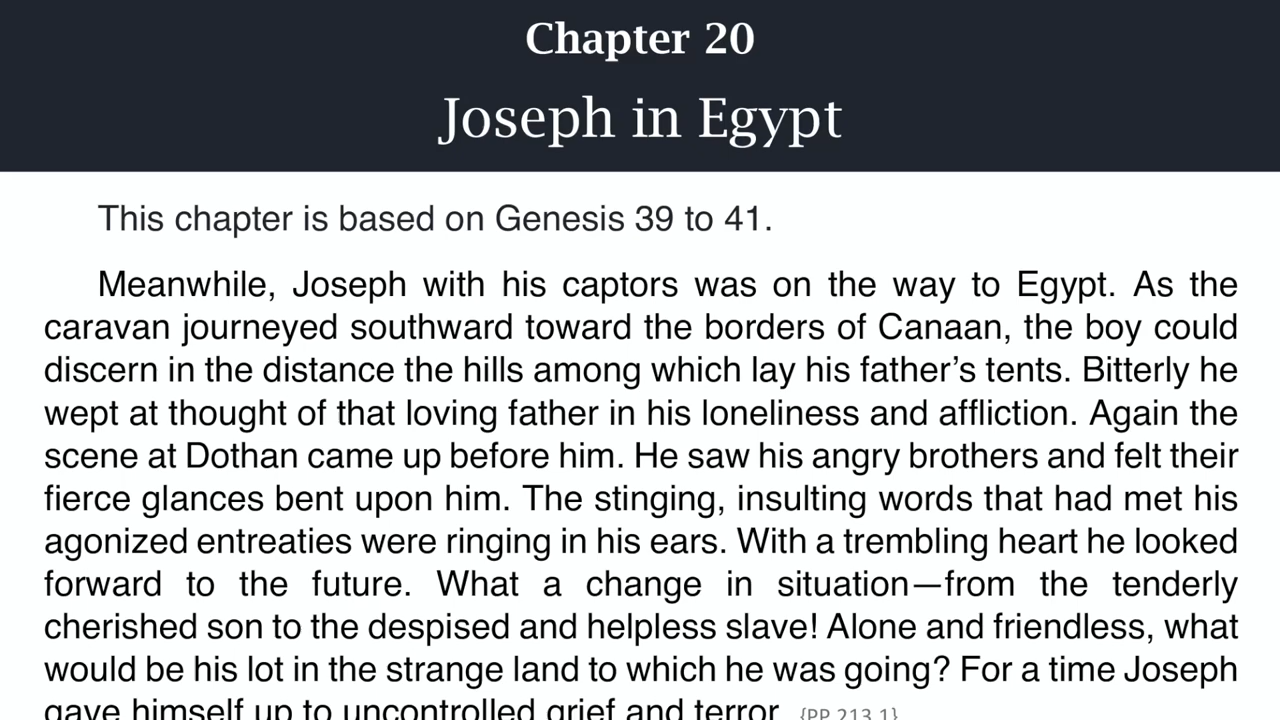 Chapter 20
Joseph in Egypt
This chapter is based on Genesis 39 to 41.
Meanwhile, Joseph with his captors was on the way to Egypt. As the
caravan journeyed southward toward the borders of Canaan, the boy could
discern in the distance the hills among which lay his father’s tents. Bitterly he
wept at thought of that loving father in his loneliness and affliction. Again the
scene at Dothan came up before him. He saw his angry brothers and felt their
fierce glances bent upon him. The stinging, insulting words that had met his
agonized entreaties were ringing in his ears. With a trembling heart he looked
forward to the future. What a change in situation—from the tenderly
cherished son to the despised and helpless slave! Alone and friendless, what
would be his lot in the strange land to which he was going? For a time Joseph
gave himself up to uncontrolled grief and terror. {PP 213.1}